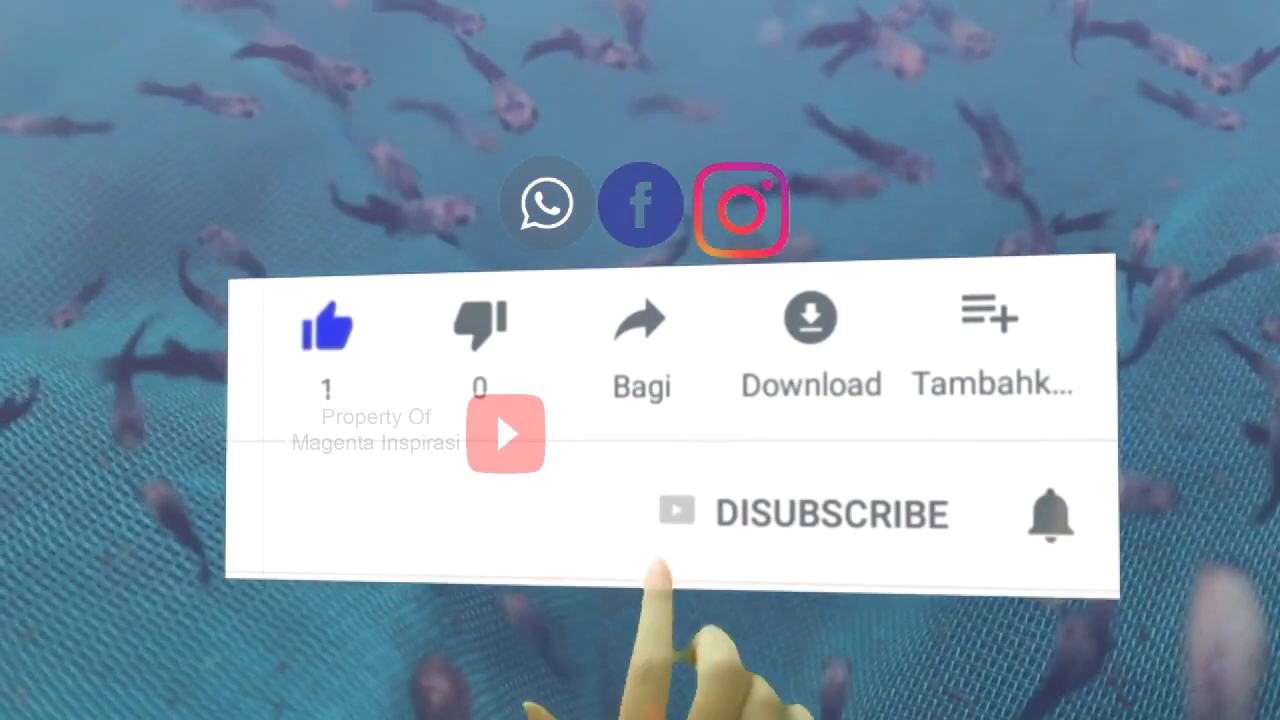 1
0
Bagi
Download
Tambahk...
Property Of
Magenta Inspirasi
DISUBSCRIBE